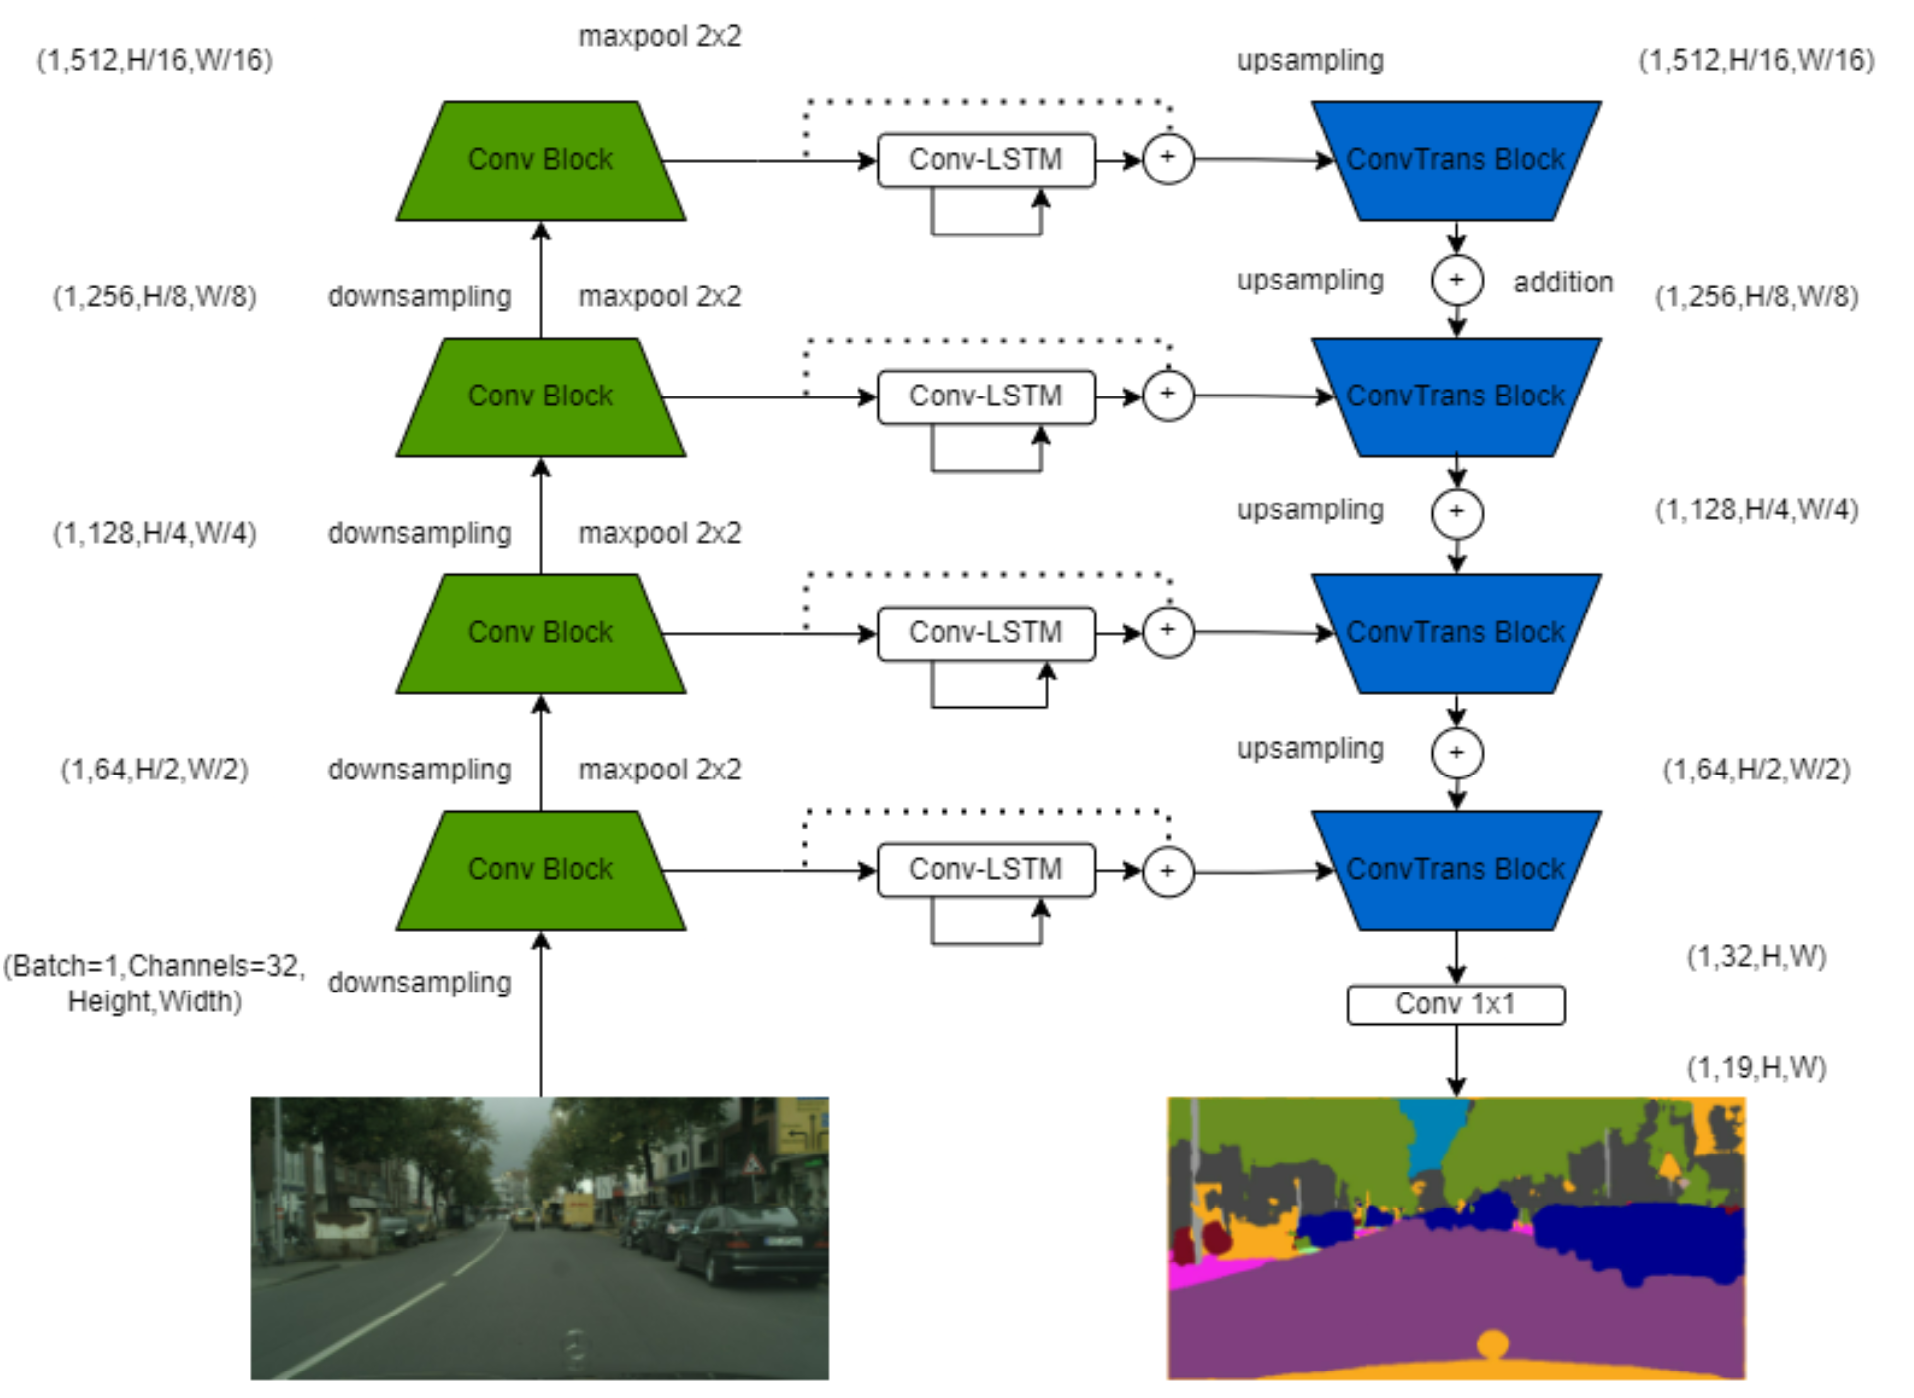 maxpool 2x2
(1,512,H/16,W/16)
upsampling
(1,512,H/16,W/16)
Conv Block
Conv-LSTM
+
ConvTrans Block
(1,256,H/8,W/8)
downsampling
maxpool 2x2
upsampling
+
addition
(1,256,H/8,W/8)
Conv Block
Conv-LSTM
+
ConvTrans Block
(1,128,H/4,W/4)
downsampling
maxpool 2x2
upsampling
+
(1,128,H/4,W/4)
Conv Block
Conv-LSTM
+
ConvTrans Block
(1,64,H/2,W/2)
downsampling
maxpool 2x2
upsampling
+
(1,64,H/2,W/2)
Conv Block
Conv-LSTM
+
ConvTrans Block
(Batch=1,Channels=32,
Height,Width)
downsampling
(1,32,H,W)
Conv 1x1
(1,19,H,W)